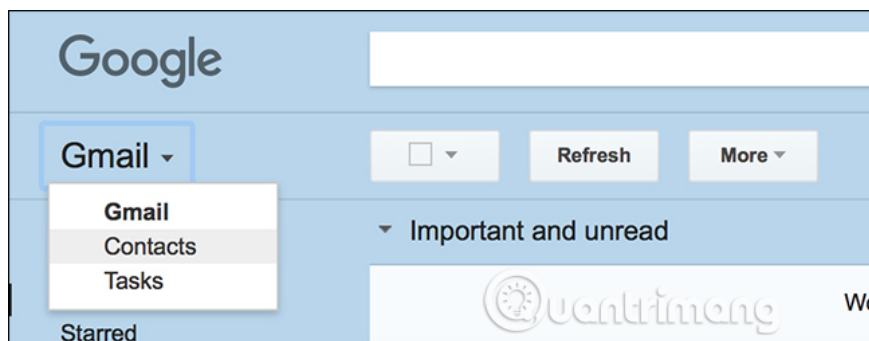 Google
Gmail
Refresh
More
Gmail
Contacts
Tasks
Important and unread
Starred
Quantrimang